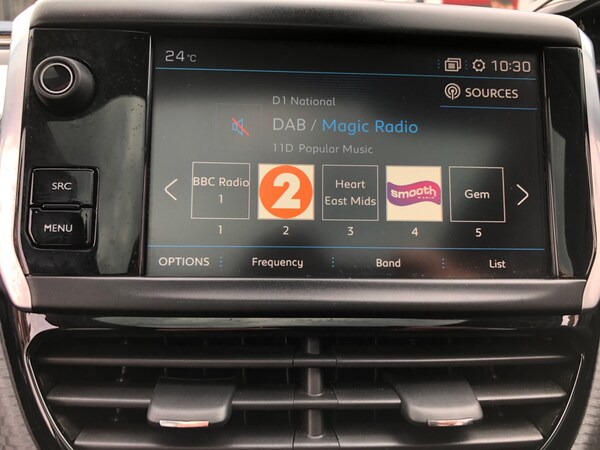 24°C
10:30
SOURCES
D1 National
DAB / Magic Radio
11D Popular Music
SRC
MENU
BBC Radio
1
2
Heart
East Mids
smooth
RADIO
Gem
1 2 3 4 5
OPTIONS Frequency Band List